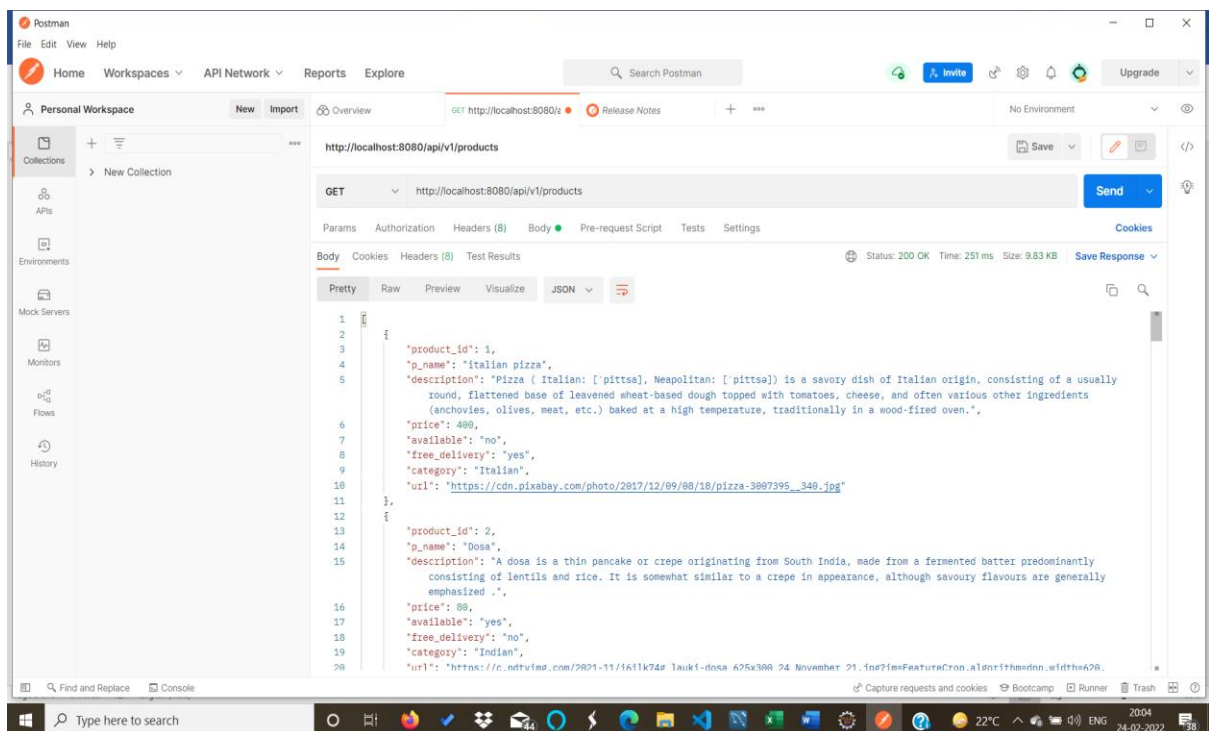 Postman
File Edit View Help
Home Workspaces API Network Reports Explore
Search Postman
Invite
Upgrade
Personal Workspace
New Import
Overview
GET http://localhost:8080/a
Release Notes
No Environment
http://localhost:8080/api/v1/products
Save
Collections
New Collection
GET http://localhost:8080/api/v1/products
Send
APIs
Params Authorization Headers (8) Body Pre-request Script Tests Settings
Cookies
Environments
Body Cookies Headers (8) Test Results
Status: 200 OK Time: 251 ms Size: 9.83 KB Save Response
Pretty Raw Preview Visualize JSON
Mock Servers
Monitors
Flows
History
1 [
2 {
3 "product_id": 1,
4 "p_name": "italian pizza",
5 "description": "Pizza ( Italian: [ˈpittsa], Neapolitan: [ˈpittsə]) is a savory dish of Italian origin, consisting of a usually
round, flattened base of leavened wheat-based dough topped with tomatoes, cheese, and often various other ingredients
(anchovies, olives, meat, etc.) baked at a high temperature, traditionally in a wood-fired oven.",
6 "price": 400,
7 "available": "no",
8 "free_delivery": "yes",
9 "category": "Italian",
10 "url": "https://cdn.pixabay.com/photo/2017/12/09/08/18/pizza-3007395__340.jpg"
11 },
12 {
13 "product_id": 2,
14 "p_name": "Dosa",
15 "description": "A dosa is a thin pancake or crepe originating from South India, made from a fermented batter predominantly
consisting of lentils and rice. It is somewhat similar to a crepe in appearance, although savoury flavours are generally
emphasized .",
16 "price": 80,
17 "available": "yes",
18 "free_delivery": "no",
19 "category": "Indian",
20 "url":
Find and Replace Console
Capture requests and cookies Bootcamp Runner Trash
Type here to search
44
22°C
ENG
20:04
24-02-2022
38